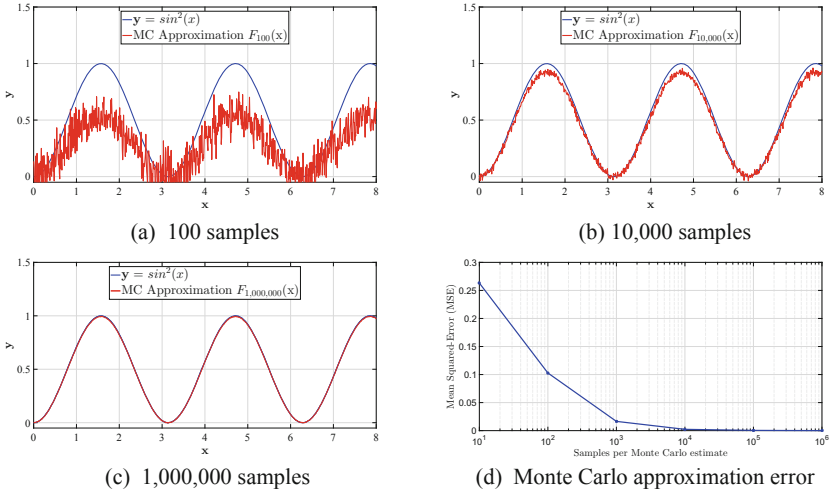 y = sin²(x)
MC Approximation F₁₀₀(x)
1.5
1
0.5
0
y
0 1 2 3 4 5 6 7 8
x
(a) 100 samples
y = sin²(x)
MC Approximation F₁₀,₀₀₀(x)
1.5
1
0.5
0
y
0 1 2 3 4 5 6 7 8
x
(b) 10,000 samples
y = sin²(x)
MC Approximation F₁,₀₀₀,₀₀₀(x)
1.5
1
0.5
0
y
0 1 2 3 4 5 6 7 8
x
(c) 1,000,000 samples
0.3
0.25
0.2
0.15
0.1
0.05
0
Mean Squared-Error (MSE)
10¹ 10² 10³ 10⁴ 10⁵ 10⁶
Samples per Monte Carlo estimate
(d) Monte Carlo approximation error